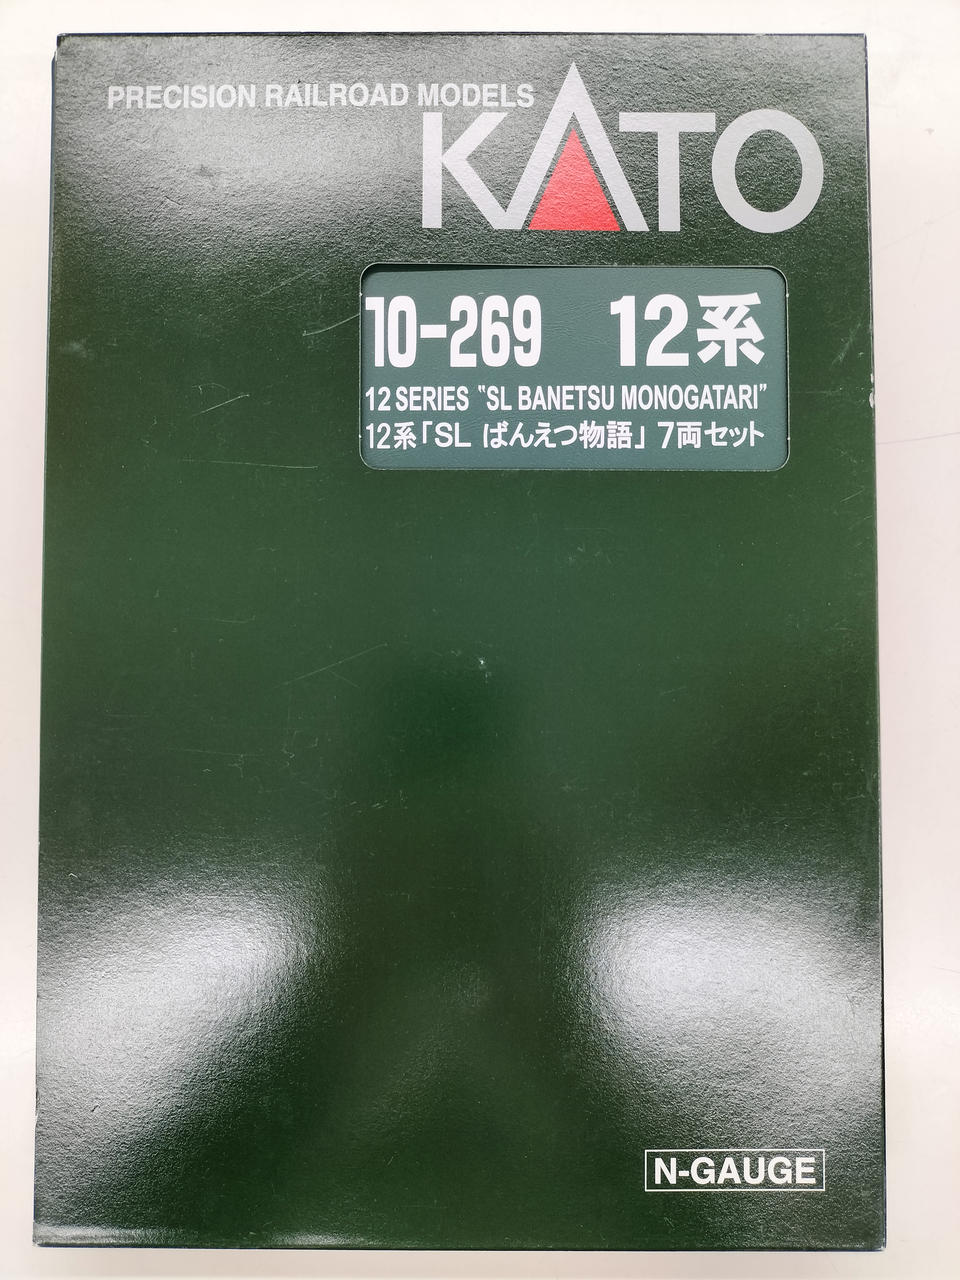 PRECISION RAILROAD MODELS
KATO
10-269 12系
12 SERIES "SL BANETSU MONOGATARI"
12系「SL ばんえつ物語」7両セット
N-GAUGE